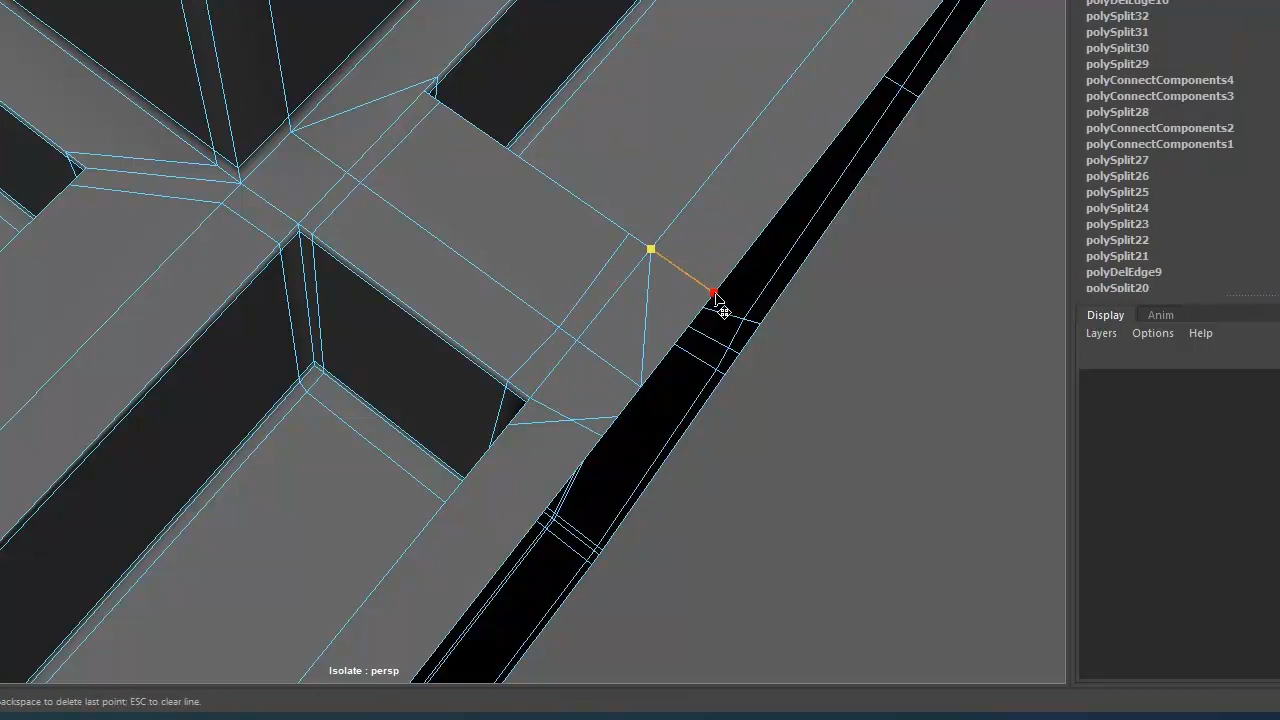 polyDelEdge10
polySplit32
polySplit31
polySplit30
polySplit29
polyConnectComponents4
polyConnectComponents3
polySplit28
polyConnectComponents2
polyConnectComponents1
polySplit27
polySplit26
polySplit25
polySplit24
polySplit23
polySplit22
polySplit21
polyDelEdge9
polySplit20
Display Anim
Layers Options Help
Isolate : persp
ackspace to delete last point; ESC to clear line.